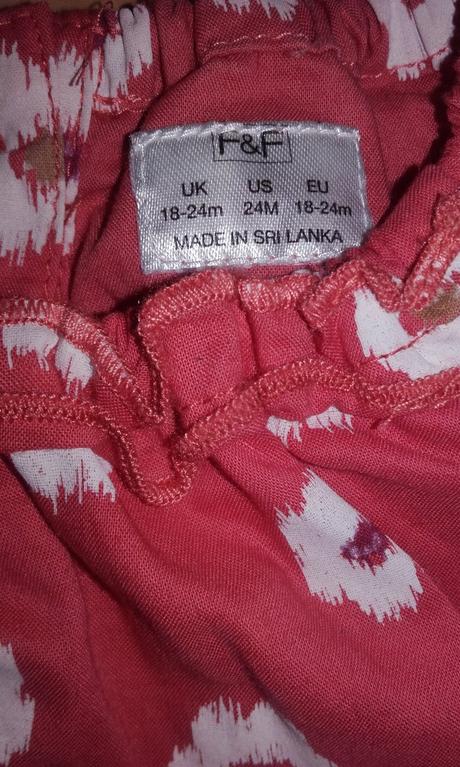 F&F
UK US EU
18-24m 24M 18-24m
MADE IN SRI LANKA